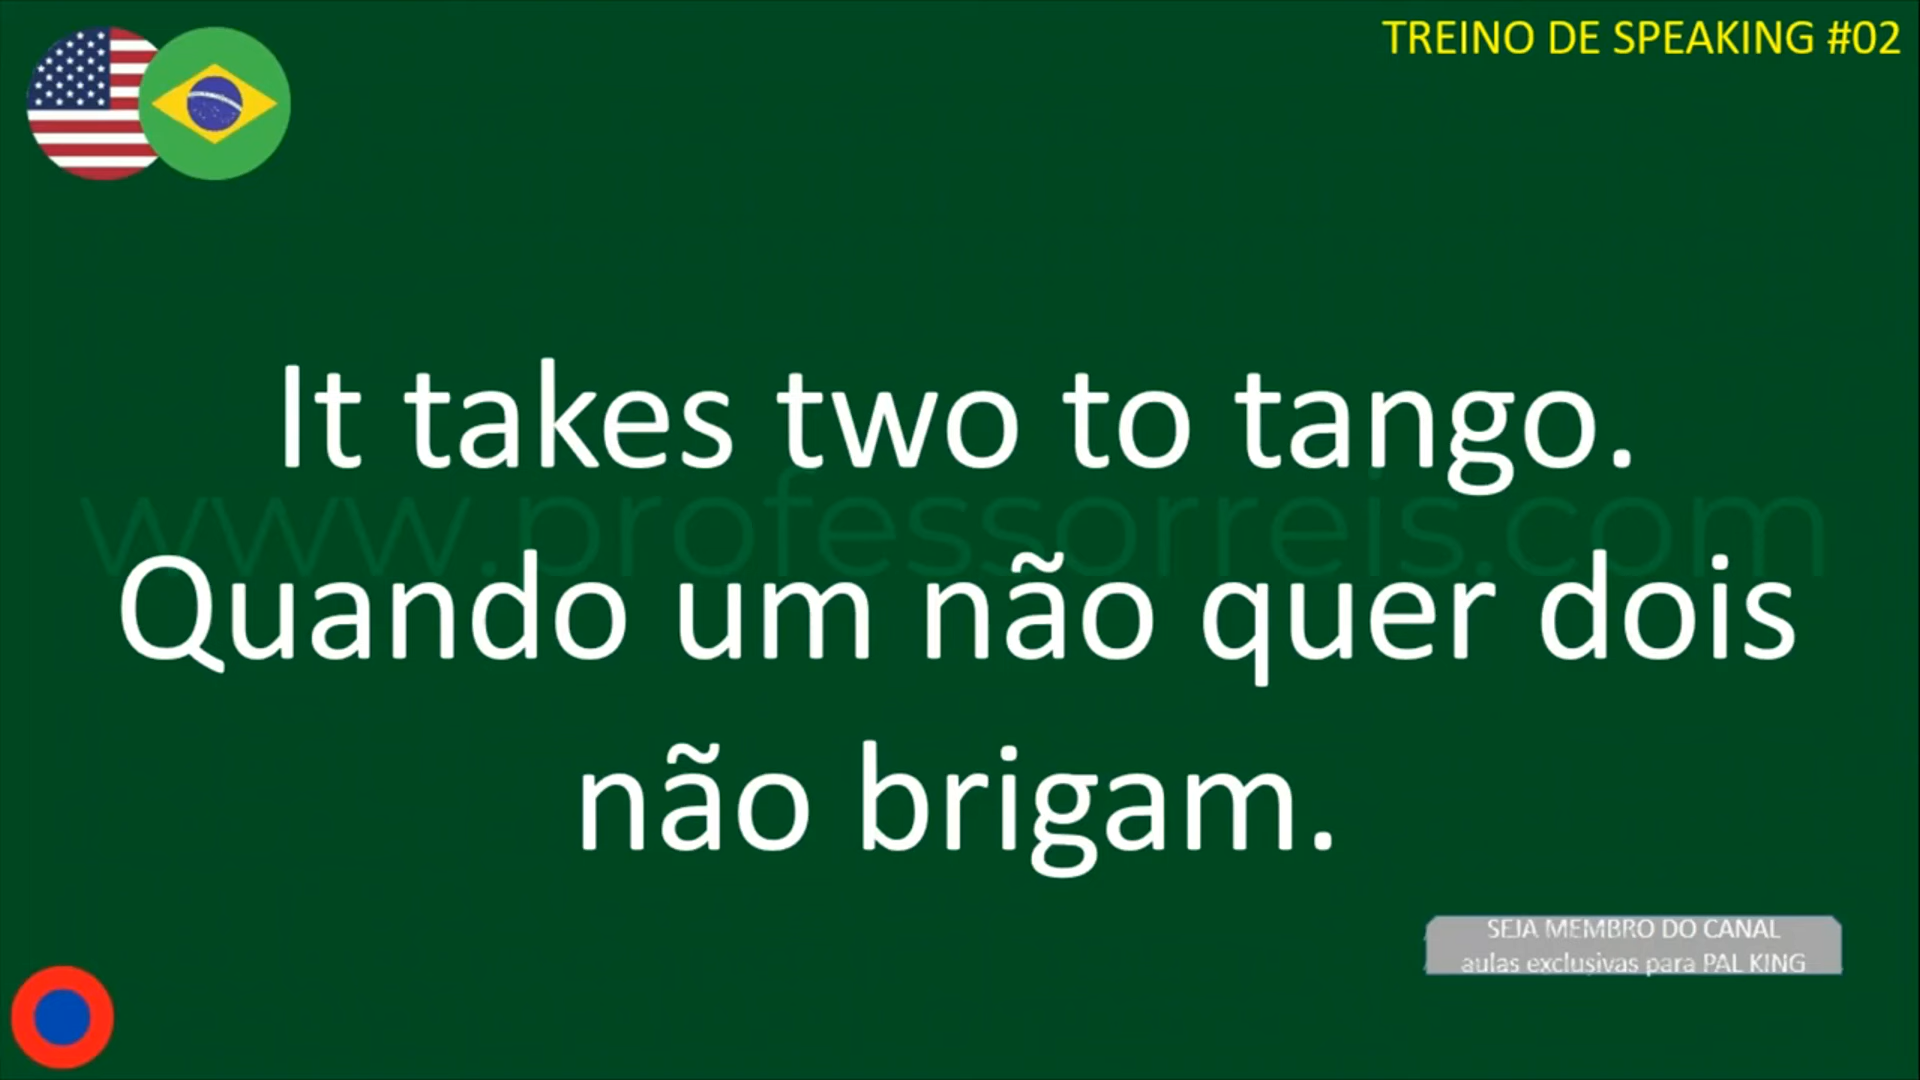 TREINO DE SPEAKING #02
It takes two to tango.
www.professorreis.com
Quando um não quer dois
não brigam.
SEJA MEMBRO DO CANAL
aulas exclusivas para PAL KING